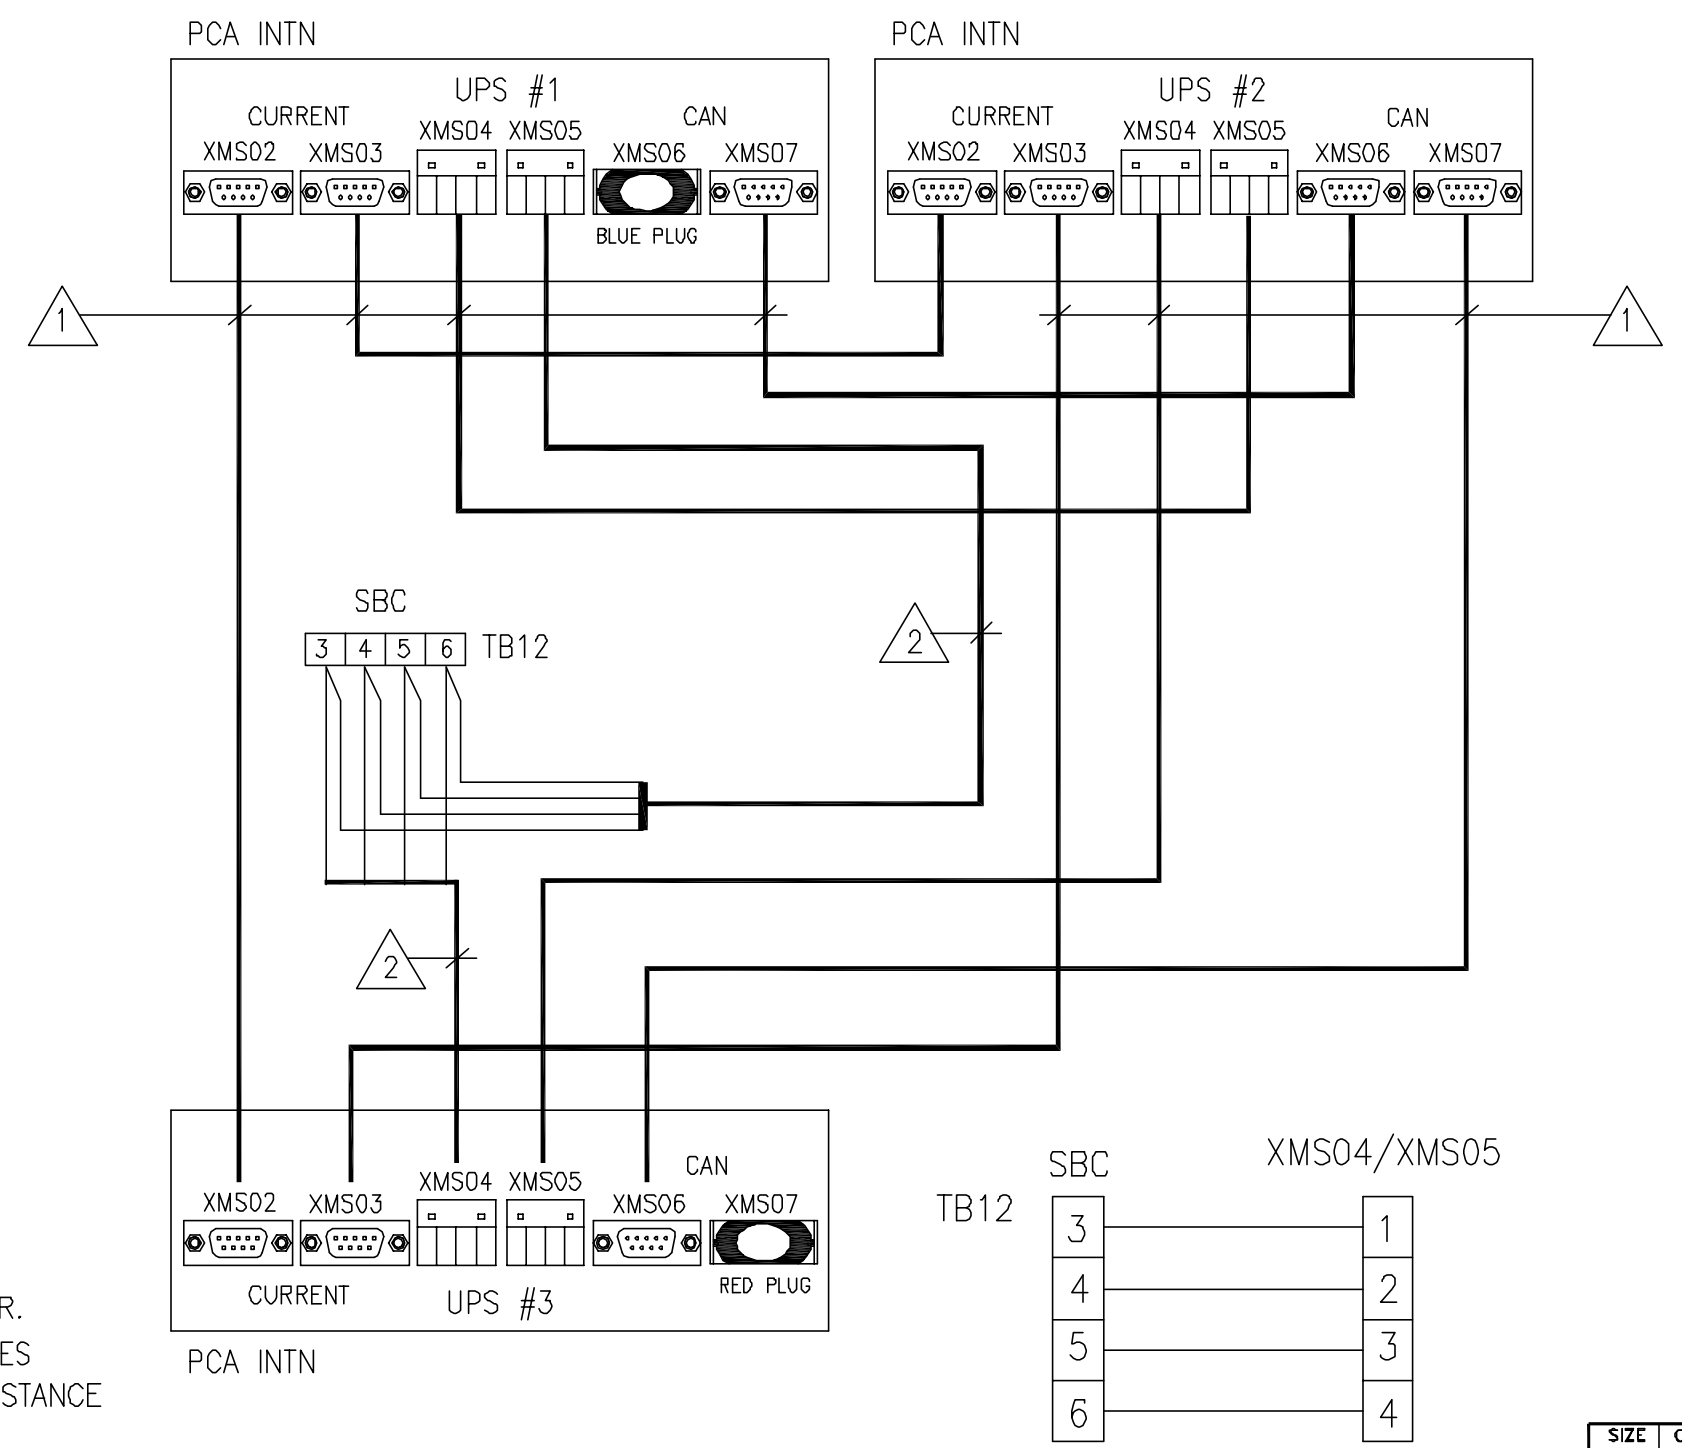 PCA INTN
PCA INTN
UPS #1
UPS #2
CURRENT
CAN
CURRENT
CAN
XMS04 XMS05
XMS04 XMS05
XMS02 XMS03 XMS06 XMS07
XMS02 XMS03 XMS06 XMS07
BLUE PLUG
1
1
SBC
3 4 5 6 TB12
2
2
CAN
XMS04 XMS05
XMS02 XMS03 XMS06 XMS07
RED PLUG
CURRENT
UPS #3
PCA INTN
SBC XMS04/XMS05
TB12
3 1
4 2
5 3
6 4
R.
ES
STANCE
SIZE